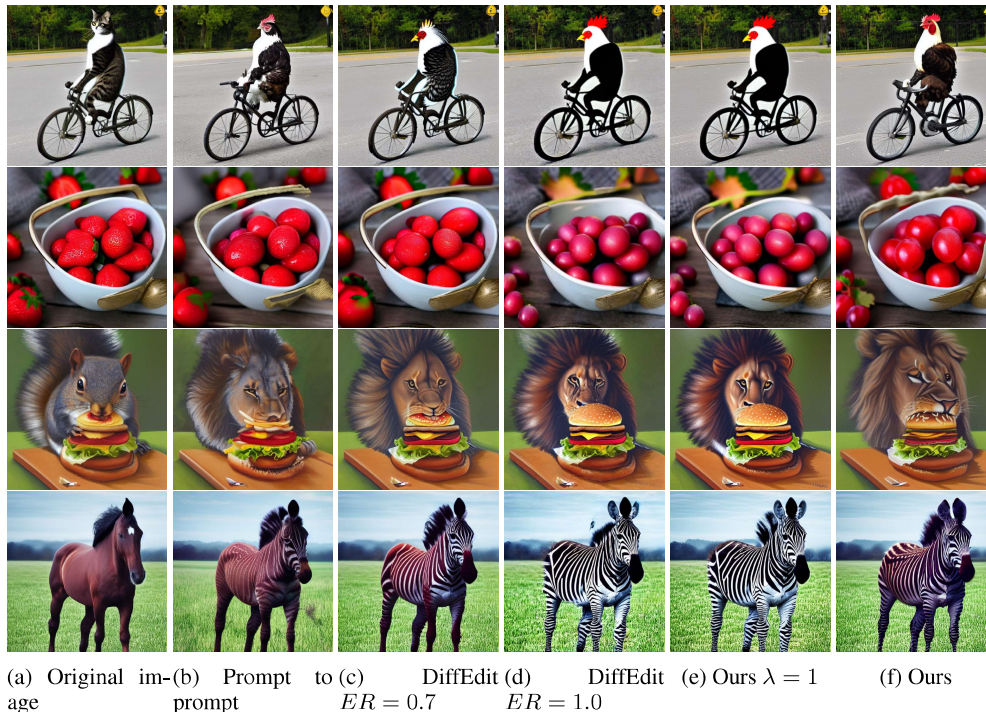 (a) Original im-
age
(b) Prompt to
prompt
(c) DiffEdit
ER = 0.7
(d) DiffEdit
ER = 1.0
(e) Ours λ = 1
(f) Ours